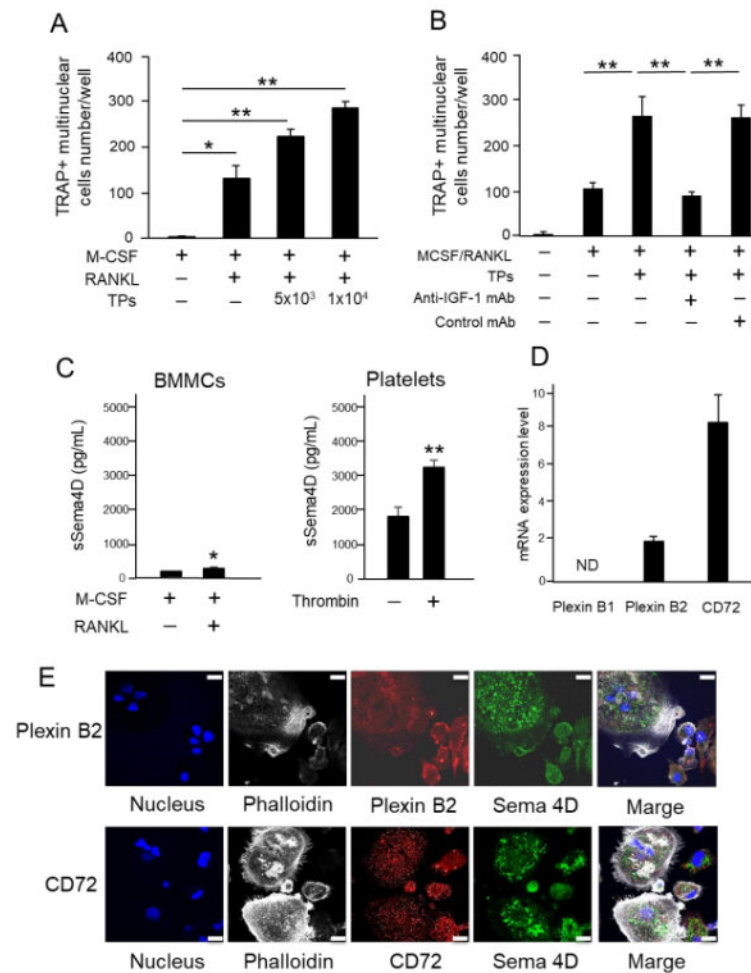 A
TRAP+ multinuclear
cells number/well
400
300
200
100
0
*
**
**
M-CSF + + + +
RANKL – + + +
TPs – – 5x10³ 1x10⁴
B
TRAP+ multinuclear
cells number/well
400
300
200
100
0
** ** **
MCSF/RANKL – + + + +
TPs – – + + +
Anti-IGF-1 mAb – – – + –
Control mAb – – – – +
C
BMMCs
sSema4D (pg/mL)
5000
4000
3000
2000
1000
0
*
M-CSF + +
RANKL – +
Platelets
sSema4D (pg/mL)
5000
4000
3000
2000
1000
0
**
Thrombin – +
D
mRNA expression level
10
8
6
4
2
0
ND
Plexin B1 Plexin B2 CD72
E
Plexin B2
Nucleus Phalloidin Plexin B2 Sema 4D Marge
CD72
Nucleus Phalloidin CD72 Sema 4D Marge